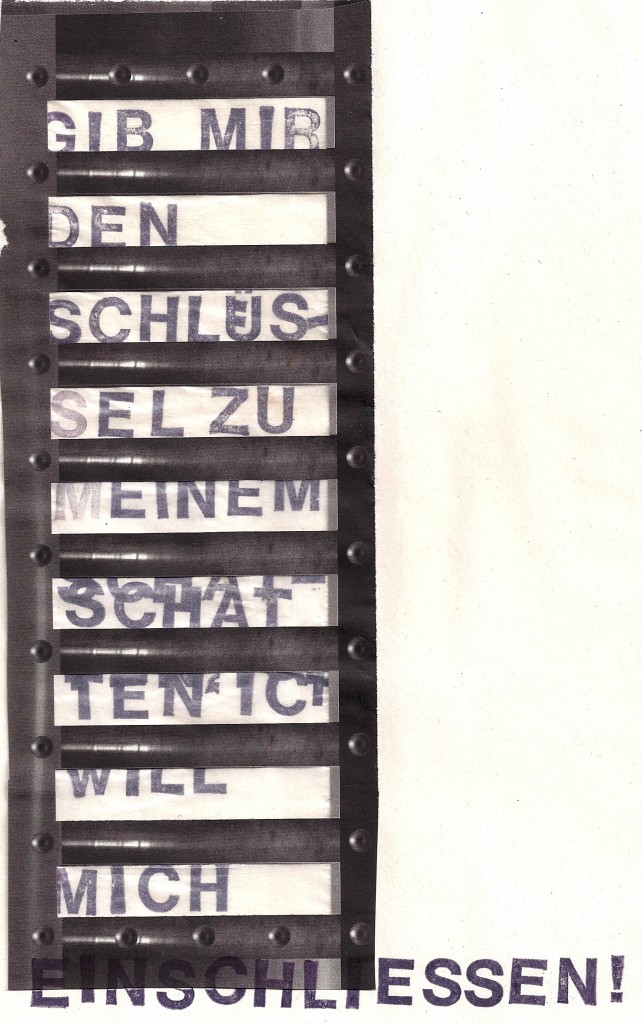 GIB MIR
DEN
SCHLÜS-
SEL ZU
MEINEM
SCHAT
TEN, ICH
WILL
MICH
EINSCHLIESSEN!